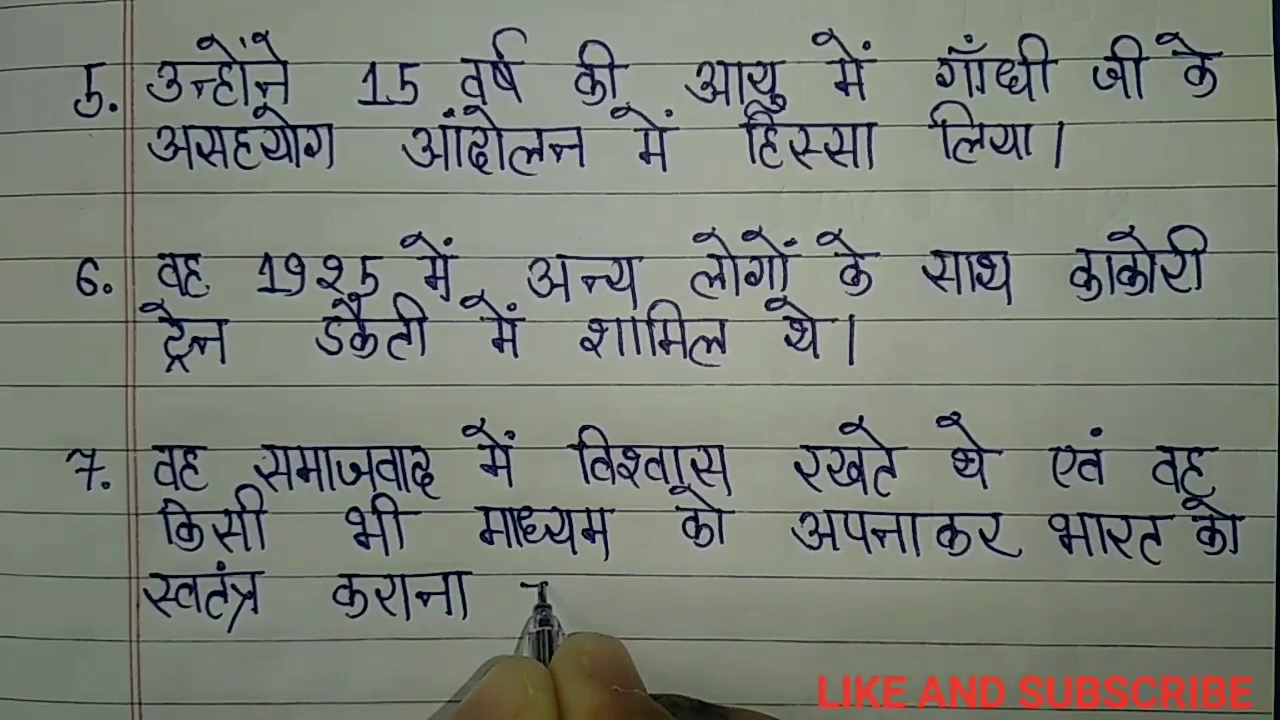 5. उन्होंने 15 वर्ष की आयु में गाँधी जी के
असहयोग आंदोलन में हिस्सा लिया।
6. वह 1925 में अन्य लोगों के साथ काकोरी
ट्रेन डकैती में शामिल थे।
7. वह समाजवाद में विश्वास रखते थे एवं वह
किसी भी माध्यम को अपनाकर भारत को
स्वतंत्र कराना
LIKE AND SUBSCRIBE